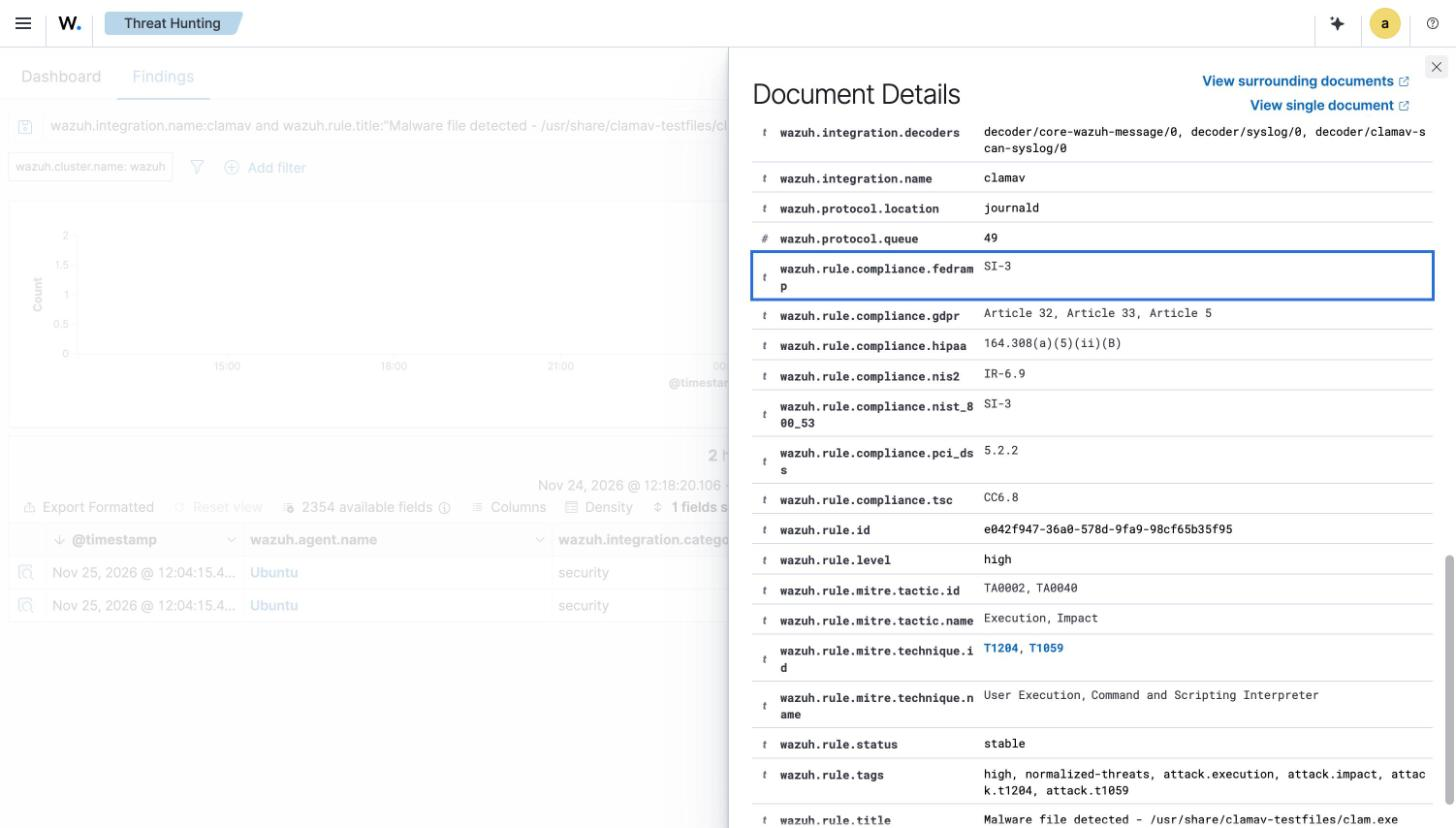 W.
Threat Hunting
a
Dashboard
Findings
wazuh.integration.name:clamav and wazuh.rule.title:"Malware file detected - /usr/share/clamav-testfiles/cl
wazuh.cluster.name: wazuh
Add filter
Count
2
1.5
1
0.5
0
15:00
18:00
21:00
00:
@timestam
2 h
Nov 24, 2026 @ 12:18:20.106 -
Export Formatted
Reset view
2354 available fields
Columns
Density
1 fields s
@timestamp
wazuh.agent.name
wazuh.integration.catego
Nov 25, 2026 @ 12:04:15.4...
Ubuntu
security
Nov 25, 2026 @ 12:04:15.4...
Ubuntu
security
Document Details
View surrounding documents
View single document
t wazuh.integration.decoders decoder/core-wazuh-message/0, decoder/syslog/0, decoder/clamav-s
can-syslog/0
t wazuh.integration.name clamav
t wazuh.protocol.location journald
# wazuh.protocol.queue 49
t wazuh.rule.compliance.fedram SI-3
p
t wazuh.rule.compliance.gdpr Article 32, Article 33, Article 5
t wazuh.rule.compliance.hipaa 164.308(a)(5)(ii)(B)
t wazuh.rule.compliance.nis2 IR-6.9
t wazuh.rule.compliance.nist_8 SI-3
00_53
t wazuh.rule.compliance.pci_ds 5.2.2
s
t wazuh.rule.compliance.tsc CC6.8
t wazuh.rule.id e042f947-36a0-578d-9fa9-98cf65b35f95
t wazuh.rule.level high
t wazuh.rule.mitre.tactic.id TA0002, TA0040
t wazuh.rule.mitre.tactic.name Execution, Impact
t wazuh.rule.mitre.technique.i T1204, T1059
d
t wazuh.rule.mitre.technique.n User Execution, Command and Scripting Interpreter
ame
t wazuh.rule.status stable
t wazuh.rule.tags high, normalized-threats, attack.execution, attack.impact, attac
k.t1204, attack.t1059
t wazuh.rule.title Malware file detected - /usr/share/clamav-testfiles/clam.exe